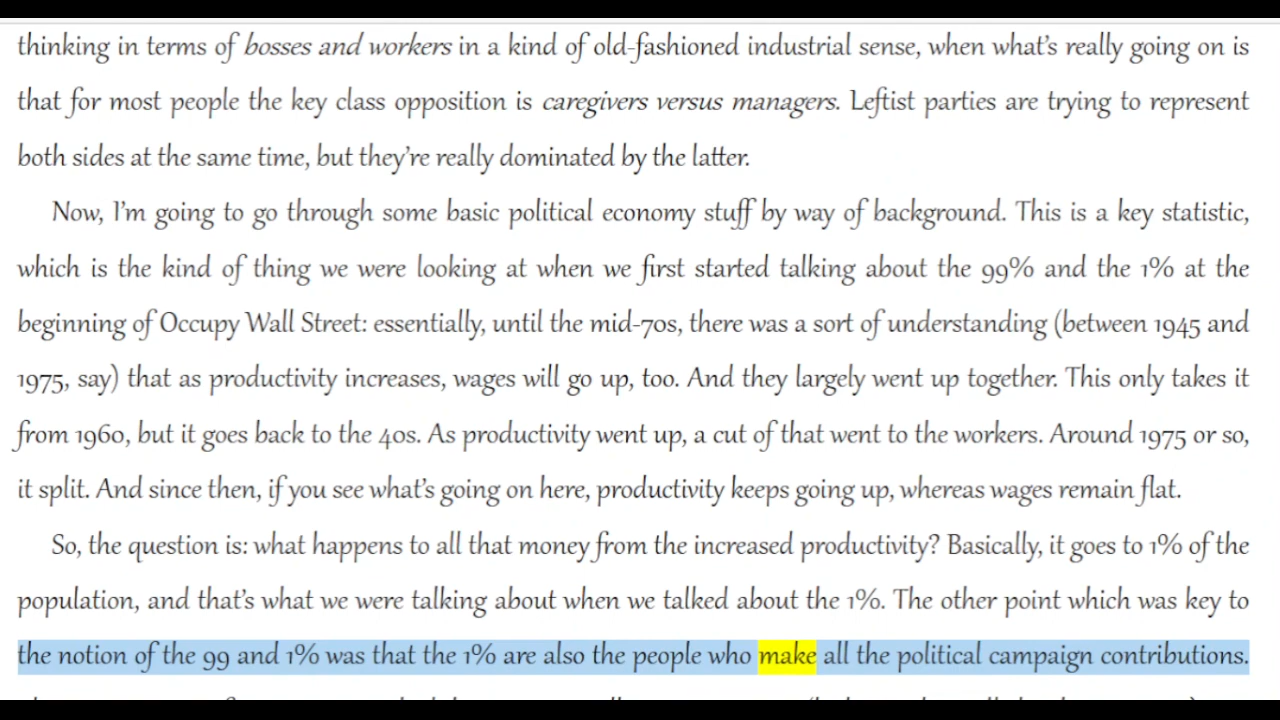 thinking in terms of bosses and workers in a kind of old-fashioned industrial sense, when what's really going on is
that for most people the key class opposition is caregivers versus managers. Leftist parties are trying to represent
both sides at the same time, but they're really dominated by the latter.
Now, I'm going to go through some basic political economy stuff by way of background. This is a key statistic,
which is the kind of thing we were looking at when we first started talking about the 99% and the 1% at the
beginning of Occupy Wall Street: essentially, until the mid-70s, there was a sort of understanding (between 1945 and
1975, say) that as productivity increases, wages will go up, too. And they largely went up together. This only takes it
from 1960, but it goes back to the 40s. As productivity went up, a cut of that went to the workers. Around 1975 or so,
it split. And since then, if you see what's going on here, productivity keeps going up, whereas wages remain flat.
So, the question is: what happens to all that money from the increased productivity? Basically, it goes to 1% of the
population, and that's what we were talking about when we talked about the 1%. The other point which was key to
the notion of the 99 and 1% was that the 1% are also the people who make all the political campaign contributions.